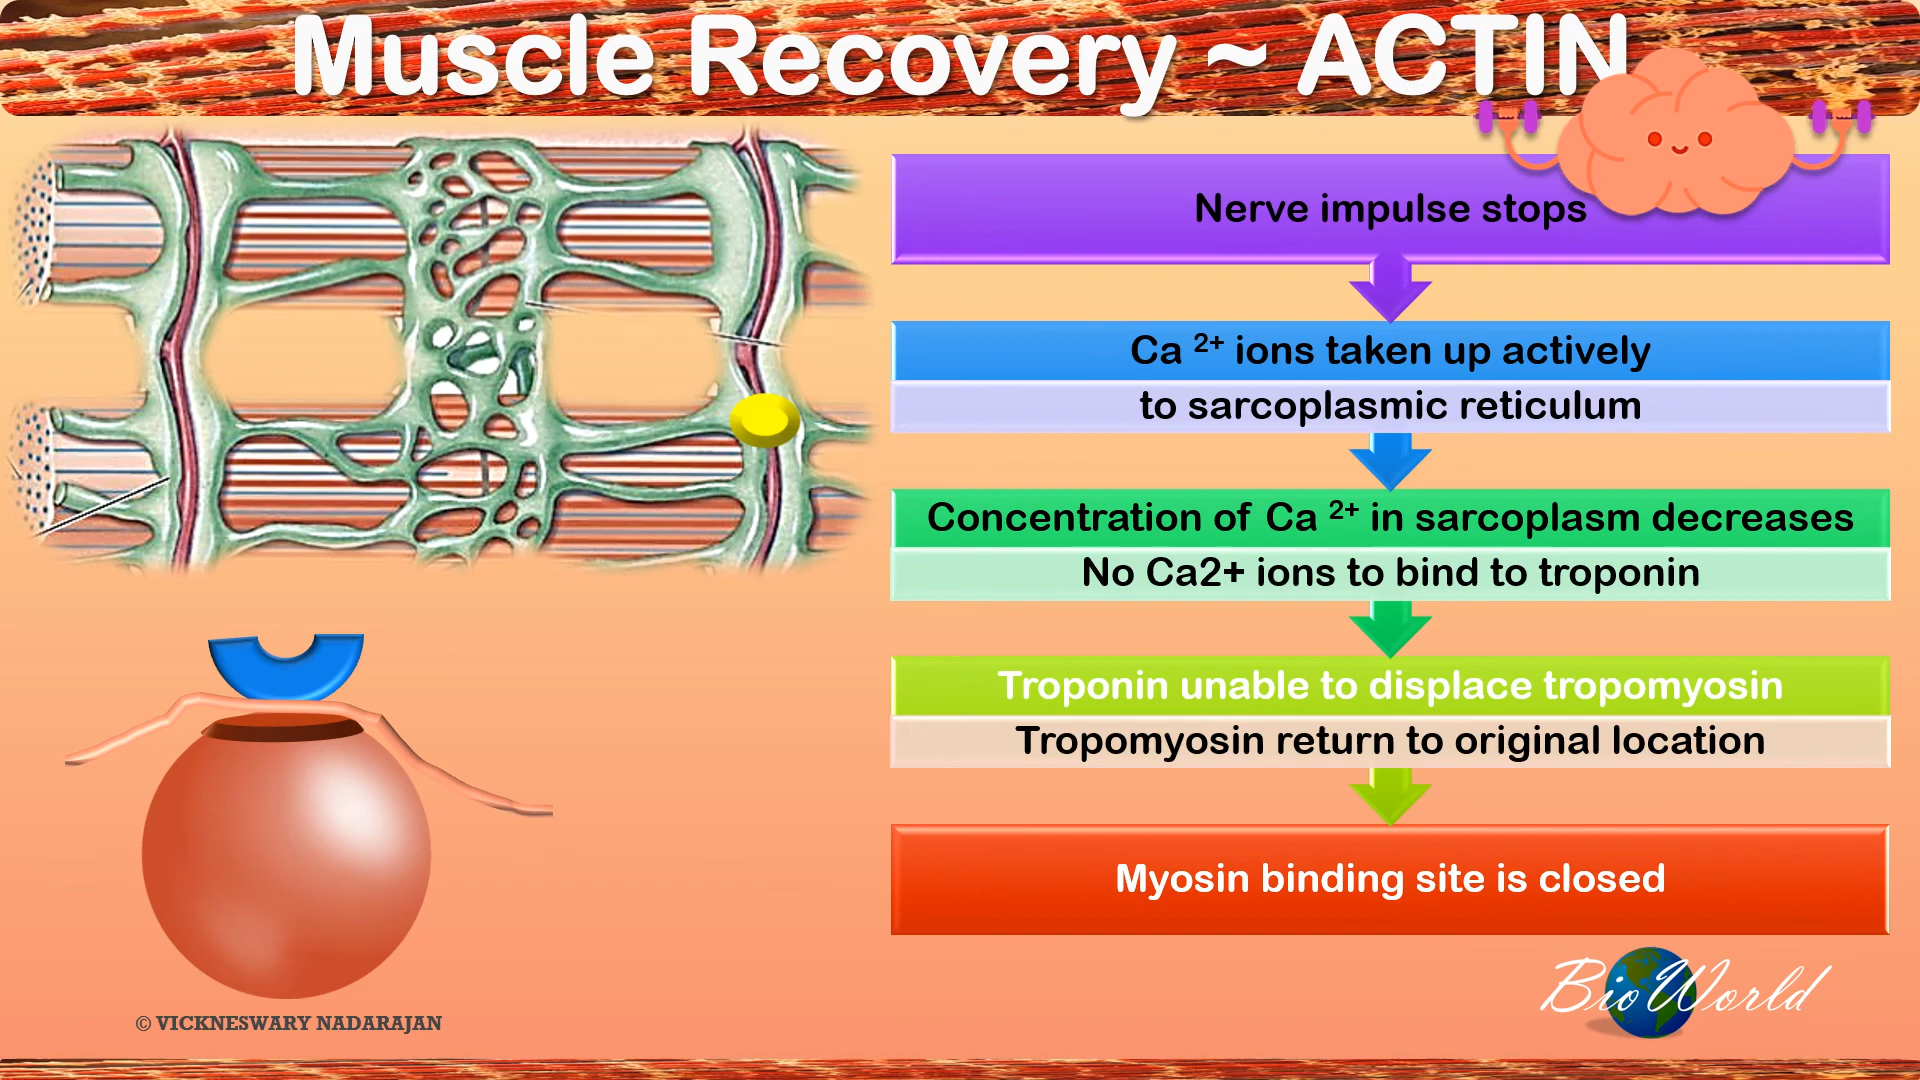 Muscle Recovery ~ ACTIN
Nerve impulse stops
Ca ²⁺ ions taken up actively
to sarcoplasmic reticulum
Concentration of Ca ²⁺ in sarcoplasm decreases
No Ca2+ ions to bind to troponin
Troponin unable to displace tropomyosin
Tropomyosin return to original location
Myosin binding site is closed
BioWorld
© VICKNESWARY NADARAJAN